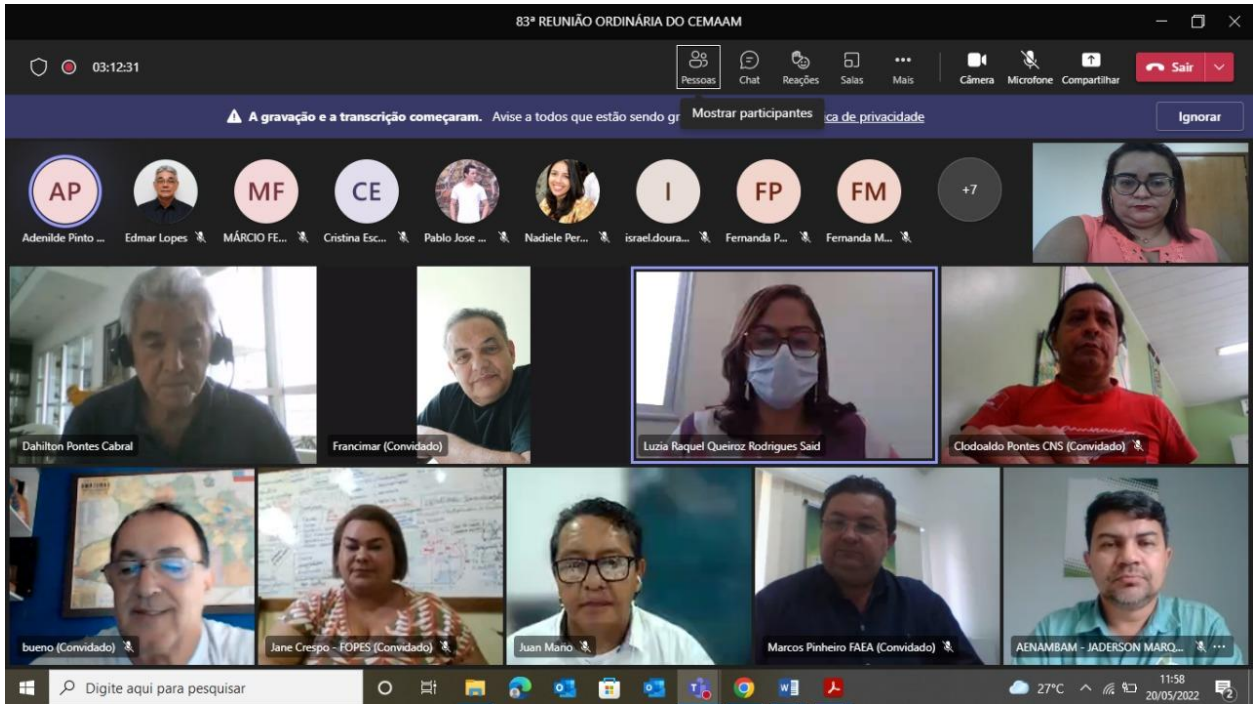 83ª REUNIÃO ORDINÁRIA DO CEMAAM
03:12:31
Pessoas
Chat
Reações
Salas
Mais
Câmera
Microfone
Compartilhar
Sair
A gravação e a transcrição começaram. Avise a todos que estão sendo gr
Mostrar participantes
ca de privacidade
Ignorar
AP
MF
CE
I
FP
FM
+7
Adenilde Pinto ...
Edmar Lopes
MÁRCIO FE...
Cristina Esc...
Pablo Jose ...
Nadiele Per...
israel.doura...
Fernanda P...
Fernanda M...
Dahilton Pontes Cabral
Francimar (Convidado)
Luzia Raquel Queiroz Rodrigues Said
Clodoaldo Pontes CNS (Convidado)
bueno (Convidado)
Jane Crespo - FOPES (Convidado)
Juan Mario
Marcos Pinheiro FAEA (Convidado)
AENAMBAM - JADERSON MARQ...
Digite aqui para pesquisar
27°C
11:58
20/05/2022
2